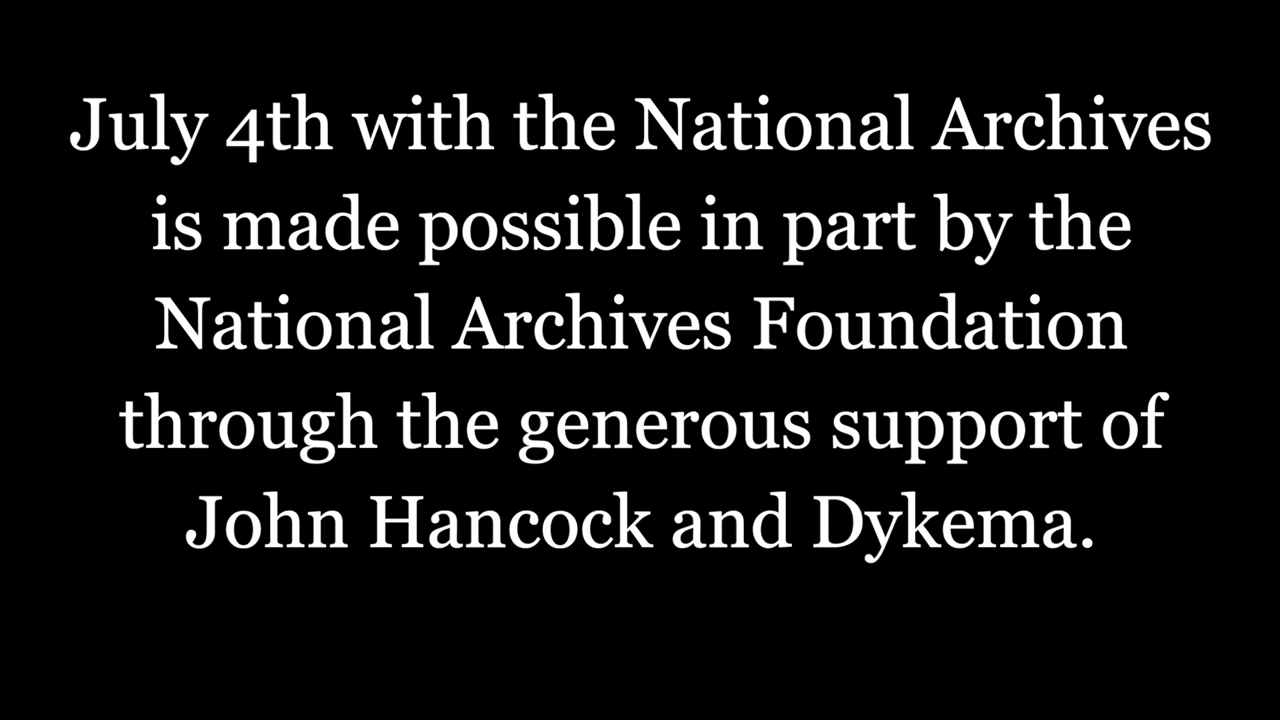 July 4th with the National Archives
is made possible in part by the
National Archives Foundation
through the generous support of
John Hancock and Dykema.